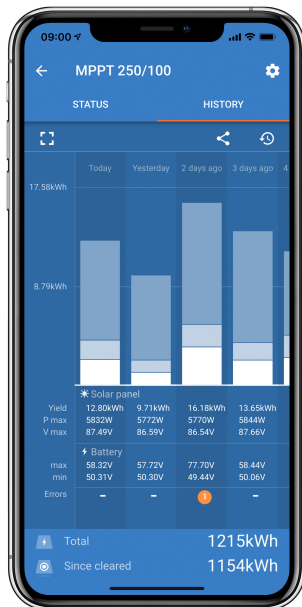 09:00
MPPT 250/100
STATUS HISTORY
Today Yesterday 2 days ago 3 days ago 4
17.58kWh
8.79kWh
Solar panel
Yield 12.80kWh 9.71kWh 16.18kWh 13.65kWh
P max 5832W 5772W 5770W 5844W
V max 87.49V 86.59V 86.54V 87.66V
Battery
max 58.32V 57.72V 77.70V 58.44V
min 50.31V 50.30V 49.44V 50.06V
Errors – – 1 –
Total 1215kWh
Since cleared 1154kWh